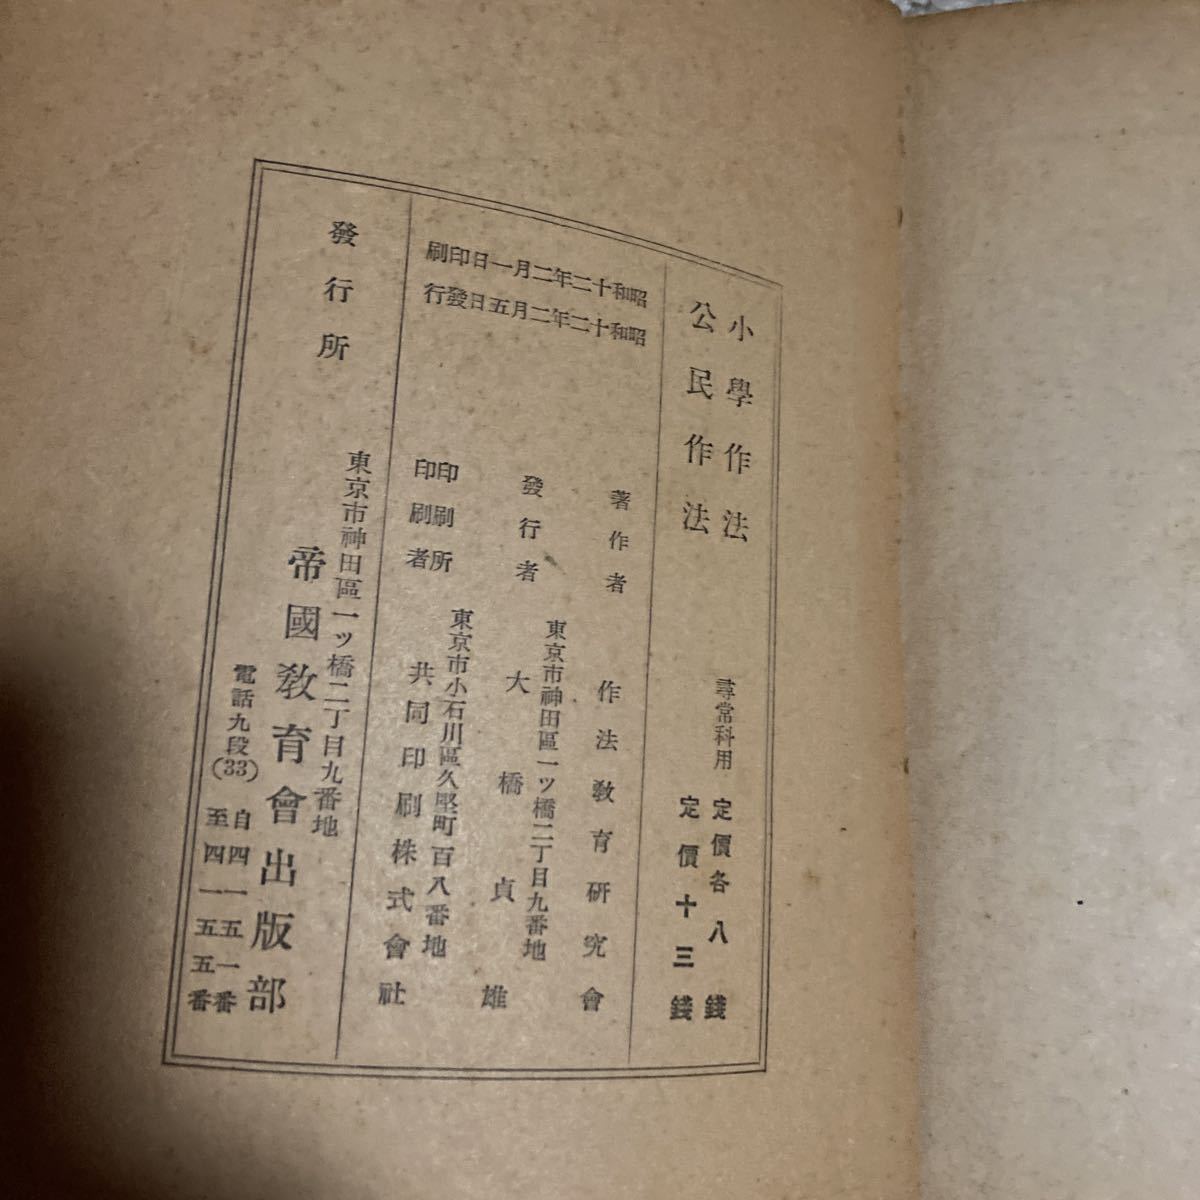 小學作法 尋常科用 定價各八錢
公民作法 定價十三錢
昭和十二年二月一日印刷
昭和十二年二月五日發行
著作者 作法敎育研究會
東京市神田區一ツ橋二丁目九番地
發行者 大橋貞雄
東京市小石川區久堅町百八番地
印刷所
印刷者 共同印刷株式會社
東京市神田區一ツ橋二丁目九番地
發行所 帝國敎育會出版部
電話九段(33) 自四一五一番
至四一五五番